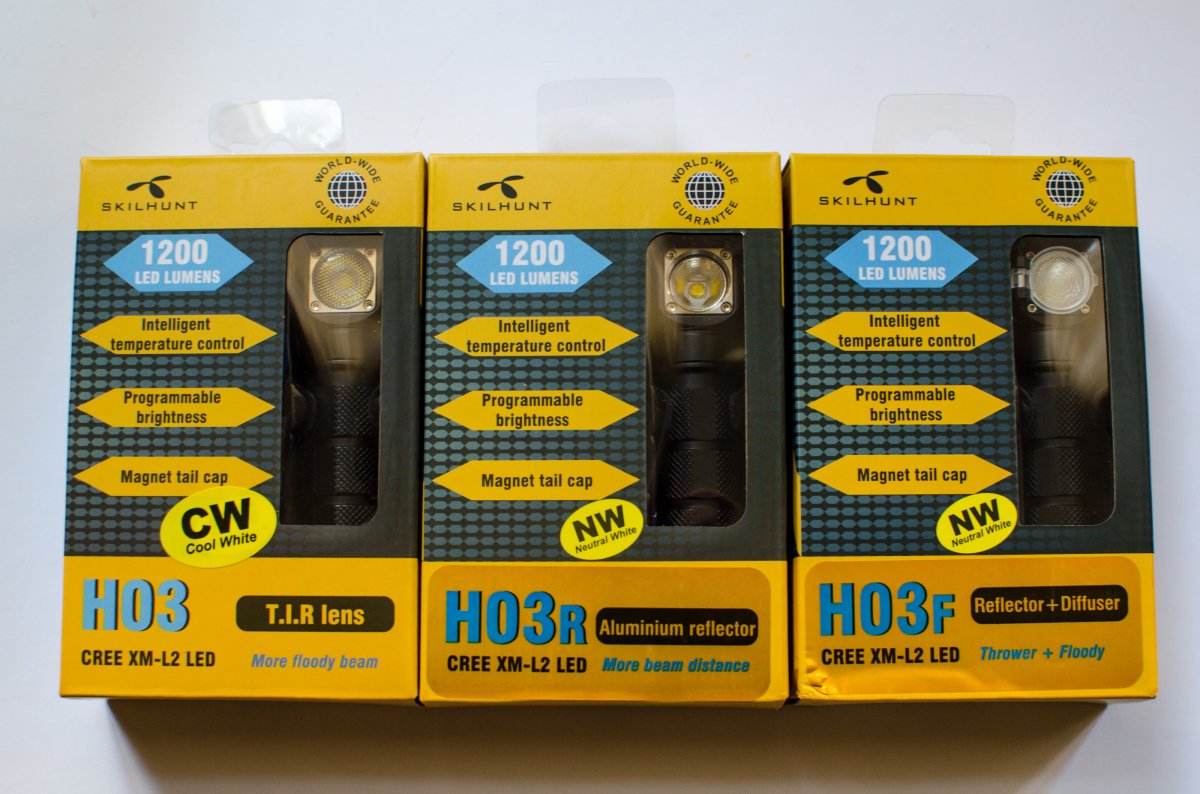 SKILHUNT
WORLD-WIDE
GUARANTEE
1200
LED LUMENS
Intelligent
temperature control
Programmable
brightness
Magnet tail cap
CW
Cool White
H03
T.I.R lens
CREE XM-L2 LED
More floody beam
SKILHUNT
WORLD-WIDE
GUARANTEE
1200
LED LUMENS
Intelligent
temperature control
Programmable
brightness
Magnet tail cap
NW
Neutral White
H03R
Aluminium reflector
CREE XM-L2 LED
More beam distance
SKILHUNT
WORLD-WIDE
GUARANTEE
1200
LED LUMENS
Intelligent
temperature control
Programmable
brightness
Magnet tail cap
NW
Neutral White
H03F
Reflector+Diffuser
CREE XM-L2 LED
Thrower + Floody